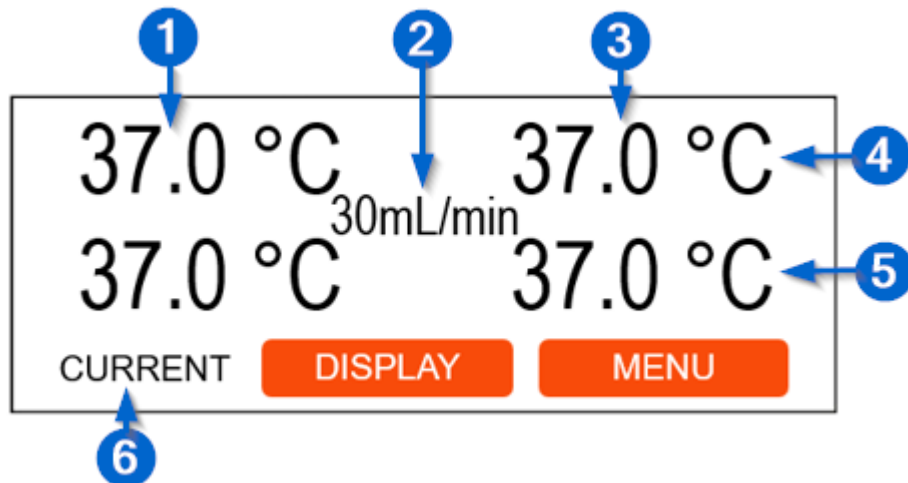 1 2 3
37.0 °C 37.0 °C 4
30mL/min
37.0 °C 37.0 °C 5
CURRENT DISPLAY MENU
6